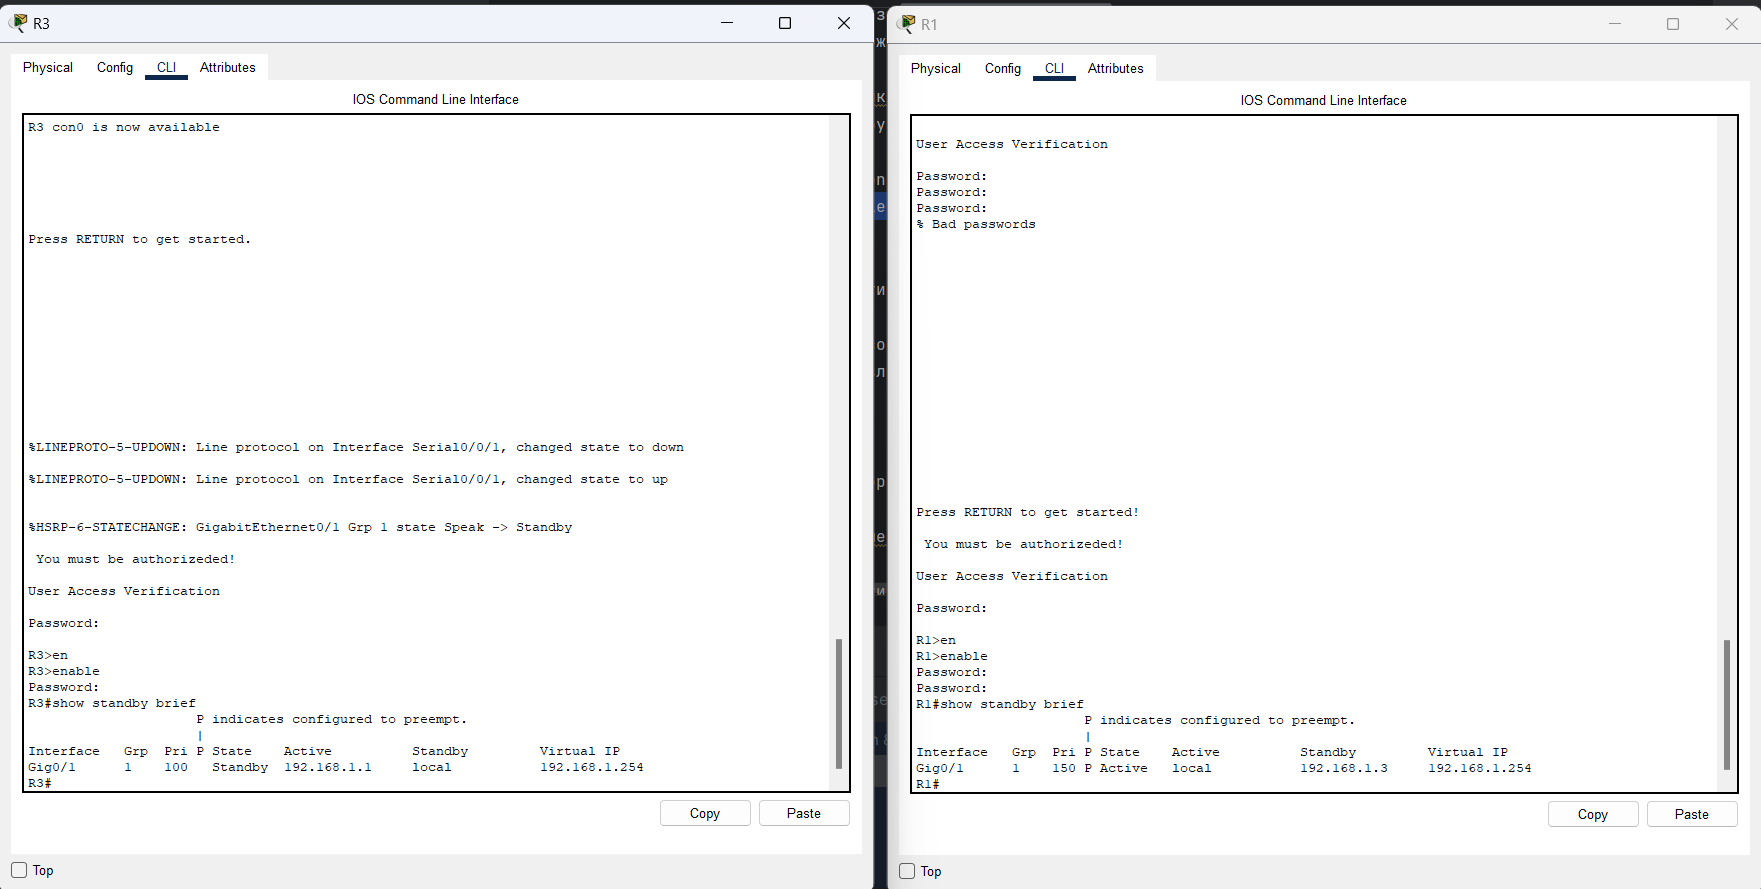 R3
Physical Config CLI Attributes
IOS Command Line Interface
R3 con0 is now available
Press RETURN to get started.
%LINEPROTO-5-UPDOWN: Line protocol on Interface Serial0/0/1, changed state to down
%LINEPROTO-5-UPDOWN: Line protocol on Interface Serial0/0/1, changed state to up
%HSRP-6-STATECHANGE: GigabitEthernet0/1 Grp 1 state Speak -> Standby
You must be authorizeded!
User Access Verification
Password:
R3>en
R3>enable
Password:
R3#show standby brief
P indicates configured to preempt.
|
Interface Grp Pri P State Active Standby Virtual IP
Gig0/1 1 100 Standby 192.168.1.1 local 192.168.1.254
R3#
Copy Paste
Top
R1
Physical Config CLI Attributes
IOS Command Line Interface
User Access Verification
Password:
Password:
Password:
% Bad passwords
Press RETURN to get started!
You must be authorizeded!
User Access Verification
Password:
R1>en
R1>enable
Password:
Password:
R1#show standby brief
P indicates configured to preempt.
|
Interface Grp Pri P State Active Standby Virtual IP
Gig0/1 1 150 P Active local 192.168.1.3 192.168.1.254
R1#
Copy Paste
Top